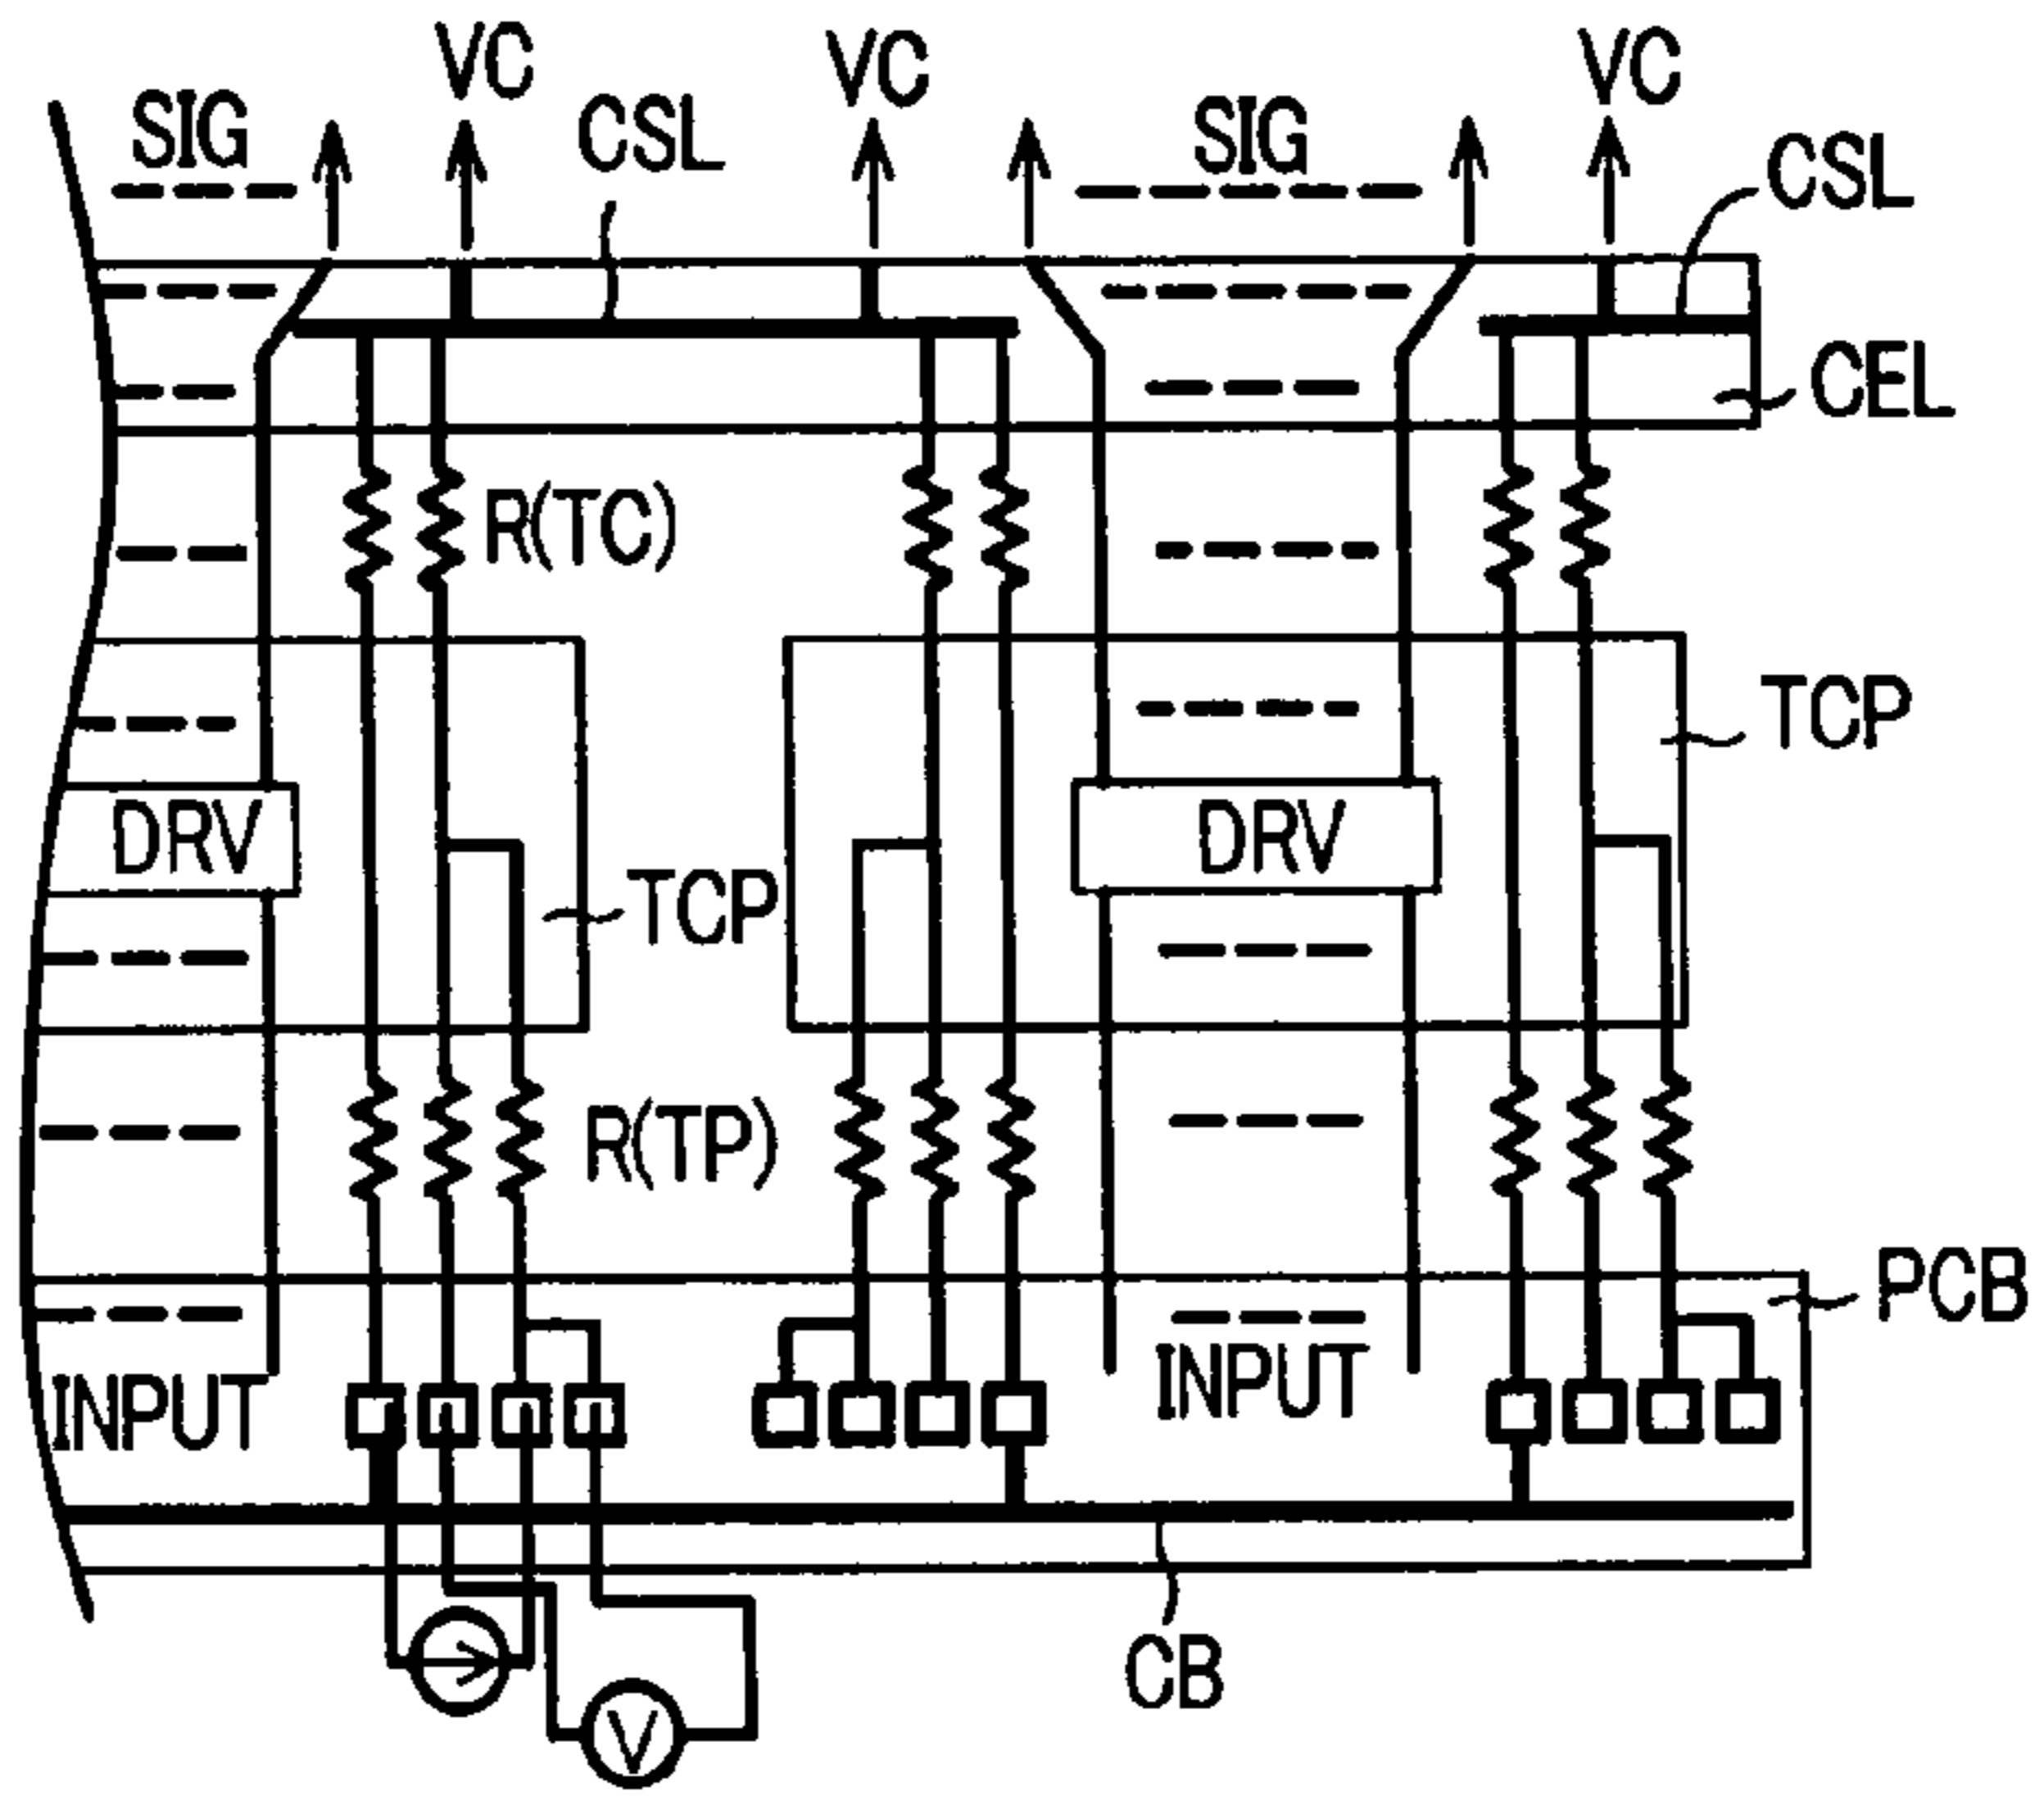 VC
VC
VC
SIG
CSL
SIG
CSL
CEL
R(TC)
TCP
DRV
DRV
TCP
R(TP)
PCB
INPUT
INPUT
CB
V